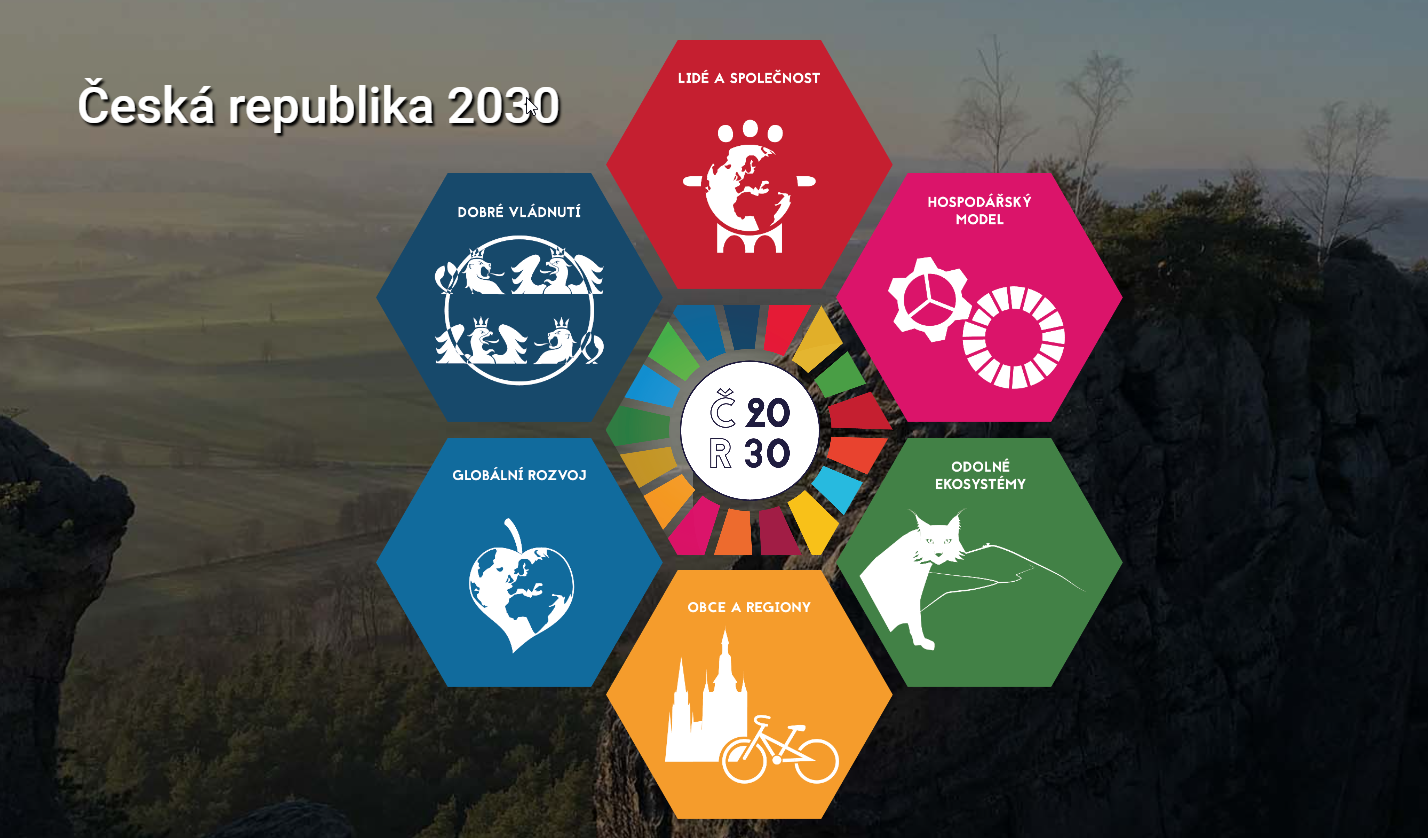 Česká republika 2030
LIDÉ A SPOLEČNOST
DOBRÉ VLÁDNUTÍ
HOSPODÁŘSKÝ
MODEL
Č 20
R 30
GLOBÁLNÍ ROZVOJ
ODOLNÉ
EKOSYSTÉMY
OBCE A REGIONY